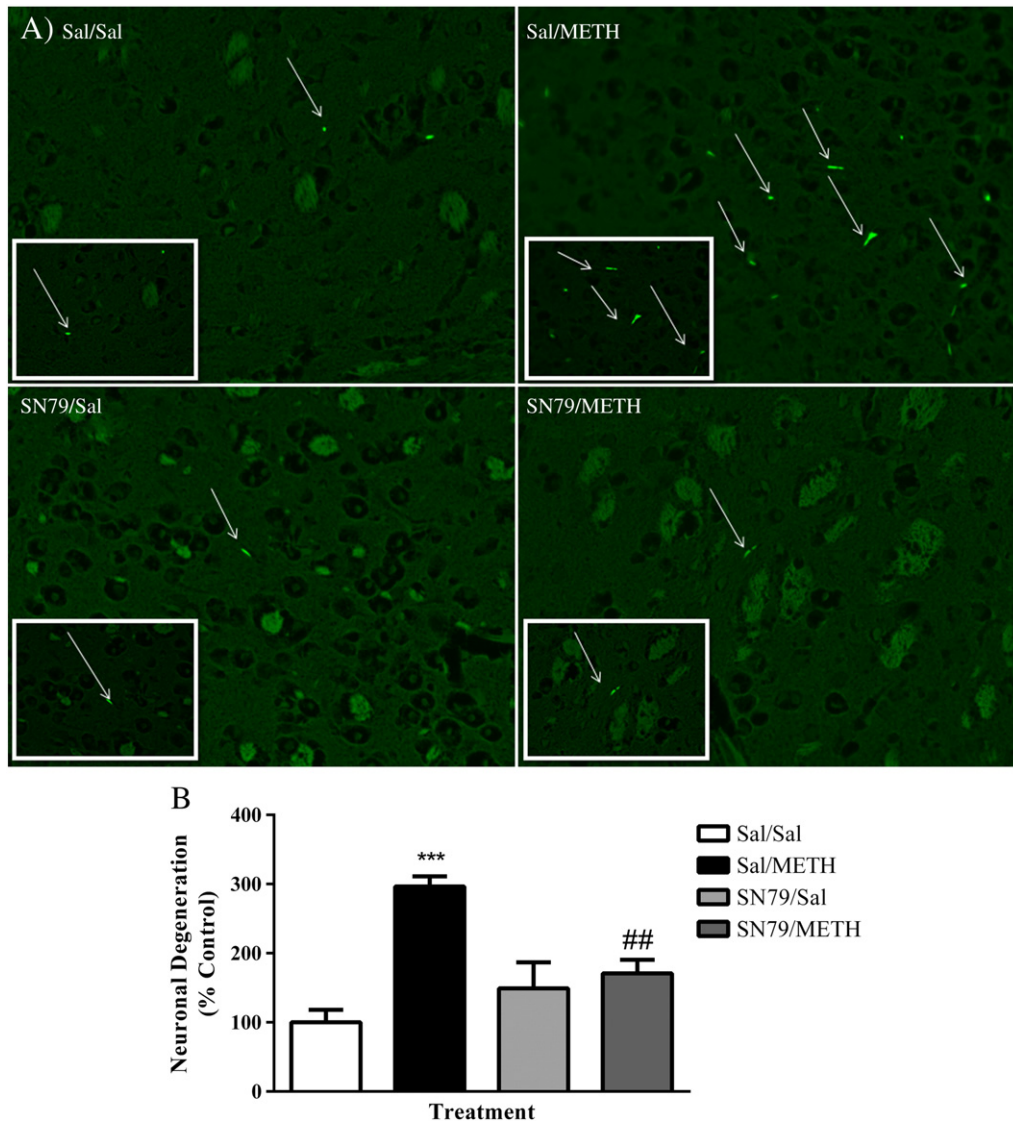 A) Sal/Sal
Sal/METH
SN79/Sal
SN79/METH
B
400
300
200
100
0
Neuronal Degeneration
(% Control)
***
##
Treatment
Sal/Sal
Sal/METH
SN79/Sal
SN79/METH